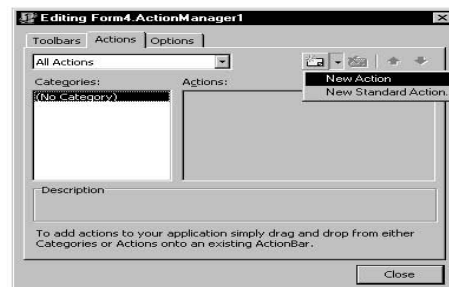 Editing Form4.ActionManager1
Toolbars Actions Options
All Actions
New Action
New Standard Action.
Categories: Actions:
(No Category)
Description
To add actions to your application simply drag and drop from either
Categories or Actions onto an existing ActionBar.
Close